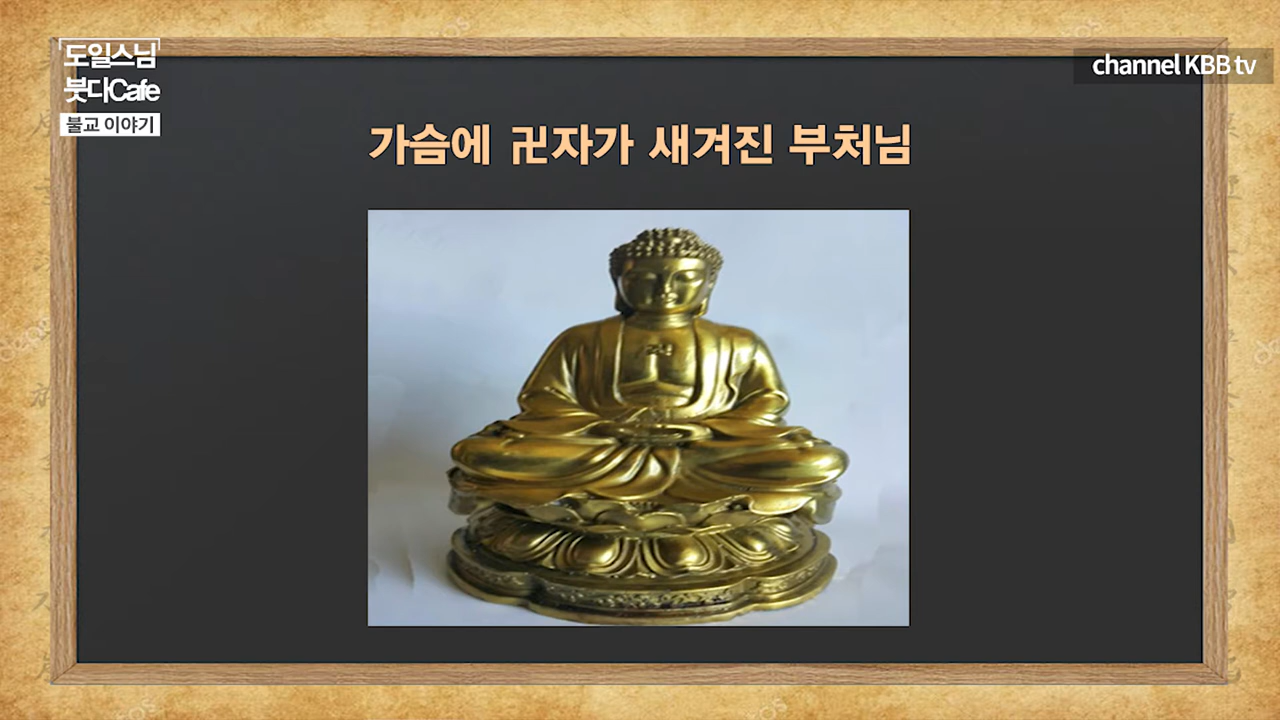 도일스님
붓다Cafe
불교 이야기
channel KBB tv
가슴에 卍자가 새겨진 부처님